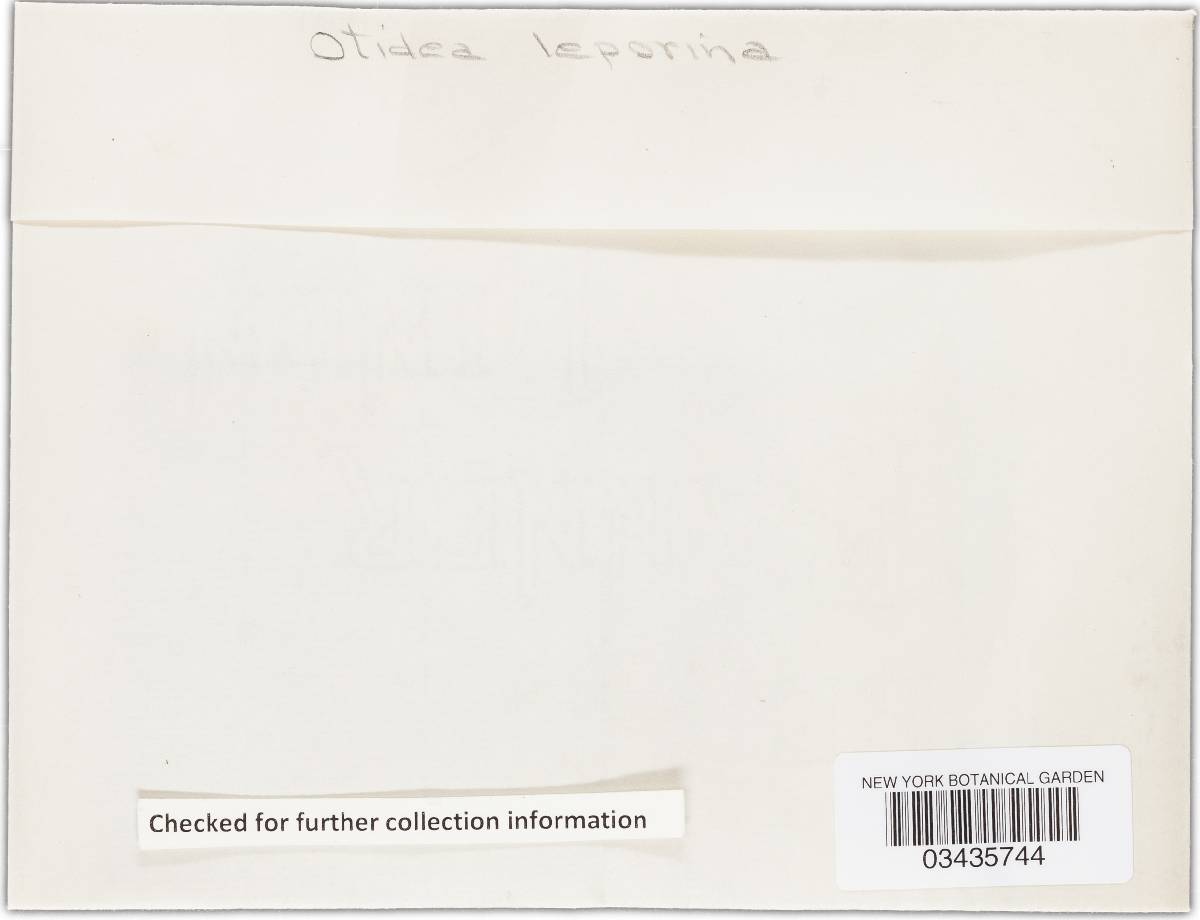 Otidea leporina
Checked for further collection information
NEW YORK BOTANICAL GARDEN
03435744